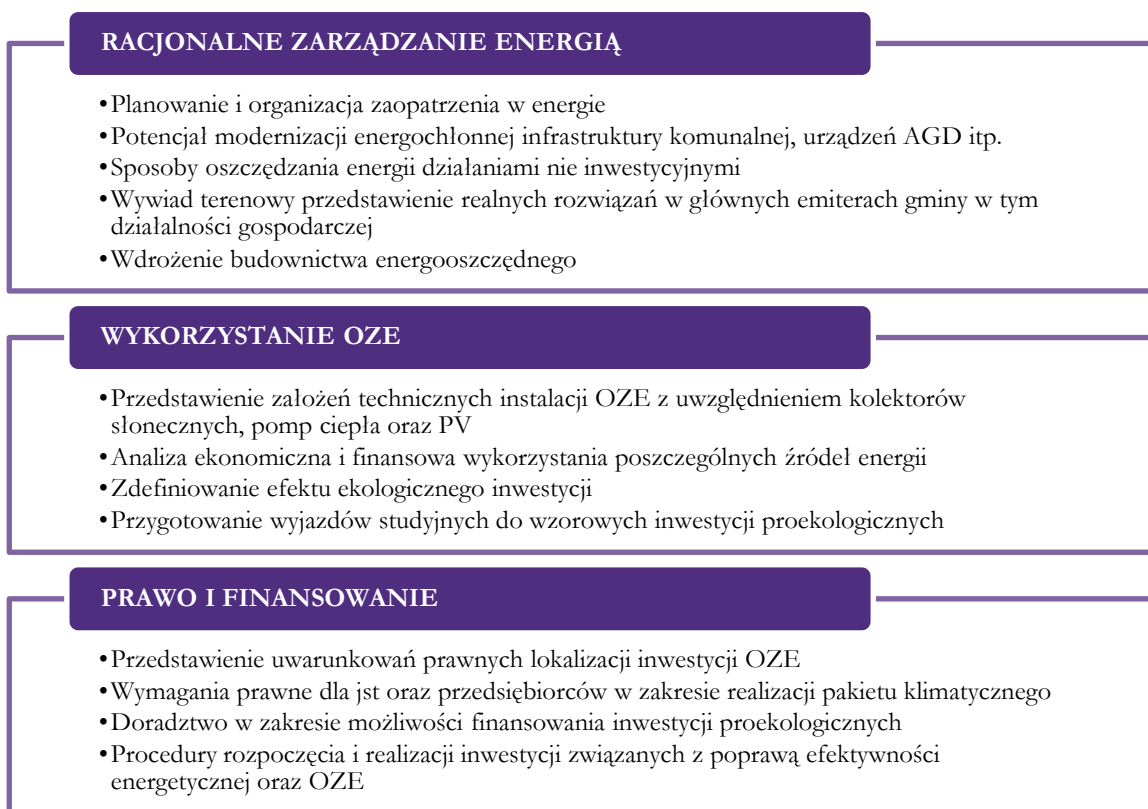 RACJONALNE ZARZĄDZANIE ENERGIĄ
•Planowanie i organizacja zaopatrzenia w energie
•Potencjał modernizacji energochłonnej infrastruktury komunalnej, urządzeń AGD itp.
•Sposoby oszczędzania energii działaniami nie inwestycyjnymi
•Wywiad terenowy przedstawienie realnych rozwiązań w głównych emiterach gminy w tym
działalności gospodarczej
•Wdrożenie budownictwa energooszczędnego
WYKORZYSTANIE OZE
•Przedstawienie założeń technicznych instalacji OZE z uwzględnieniem kolektorów
słonecznych, pomp ciepła oraz PV
•Analiza ekonomiczna i finansowa wykorzystania poszczególnych źródeł energii
•Zdefiniowanie efektu ekologicznego inwestycji
•Przygotowanie wyjazdów studyjnych do wzorowych inwestycji proekologicznych
PRAWO I FINANSOWANIE
•Przedstawienie uwarunkowań prawnych lokalizacji inwestycji OZE
•Wymagania prawne dla jst oraz przedsiębiorców w zakresie realizacji pakietu klimatycznego
•Doradztwo w zakresie możliwości finansowania inwestycji proekologicznych
•Procedury rozpoczęcia i realizacji inwestycji związanych z poprawą efektywności
energetycznej oraz OZE